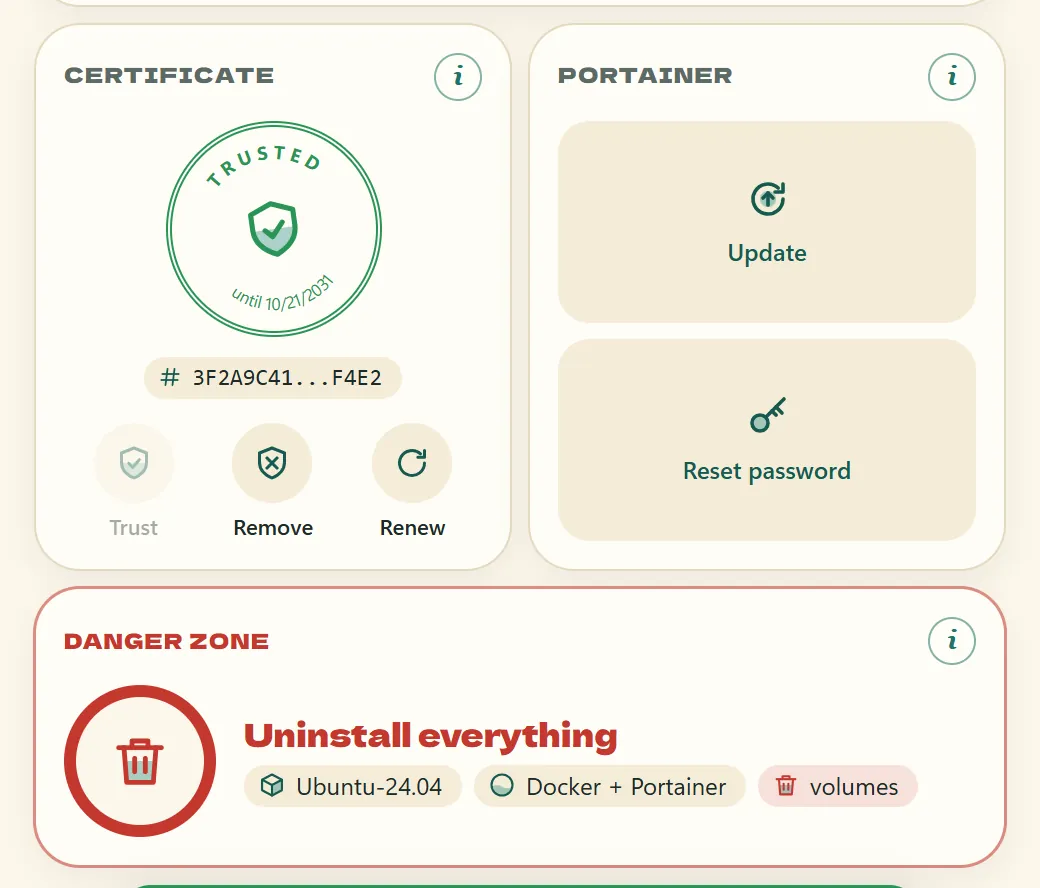 CERTIFICATE
i
TRUSTED
until 10/21/2031
# 3F2A9C41...F4E2
Trust
Remove
Renew
PORTAINER
i
Update
Reset password
DANGER ZONE
i
Uninstall everything
Ubuntu-24.04
Docker + Portainer
volumes